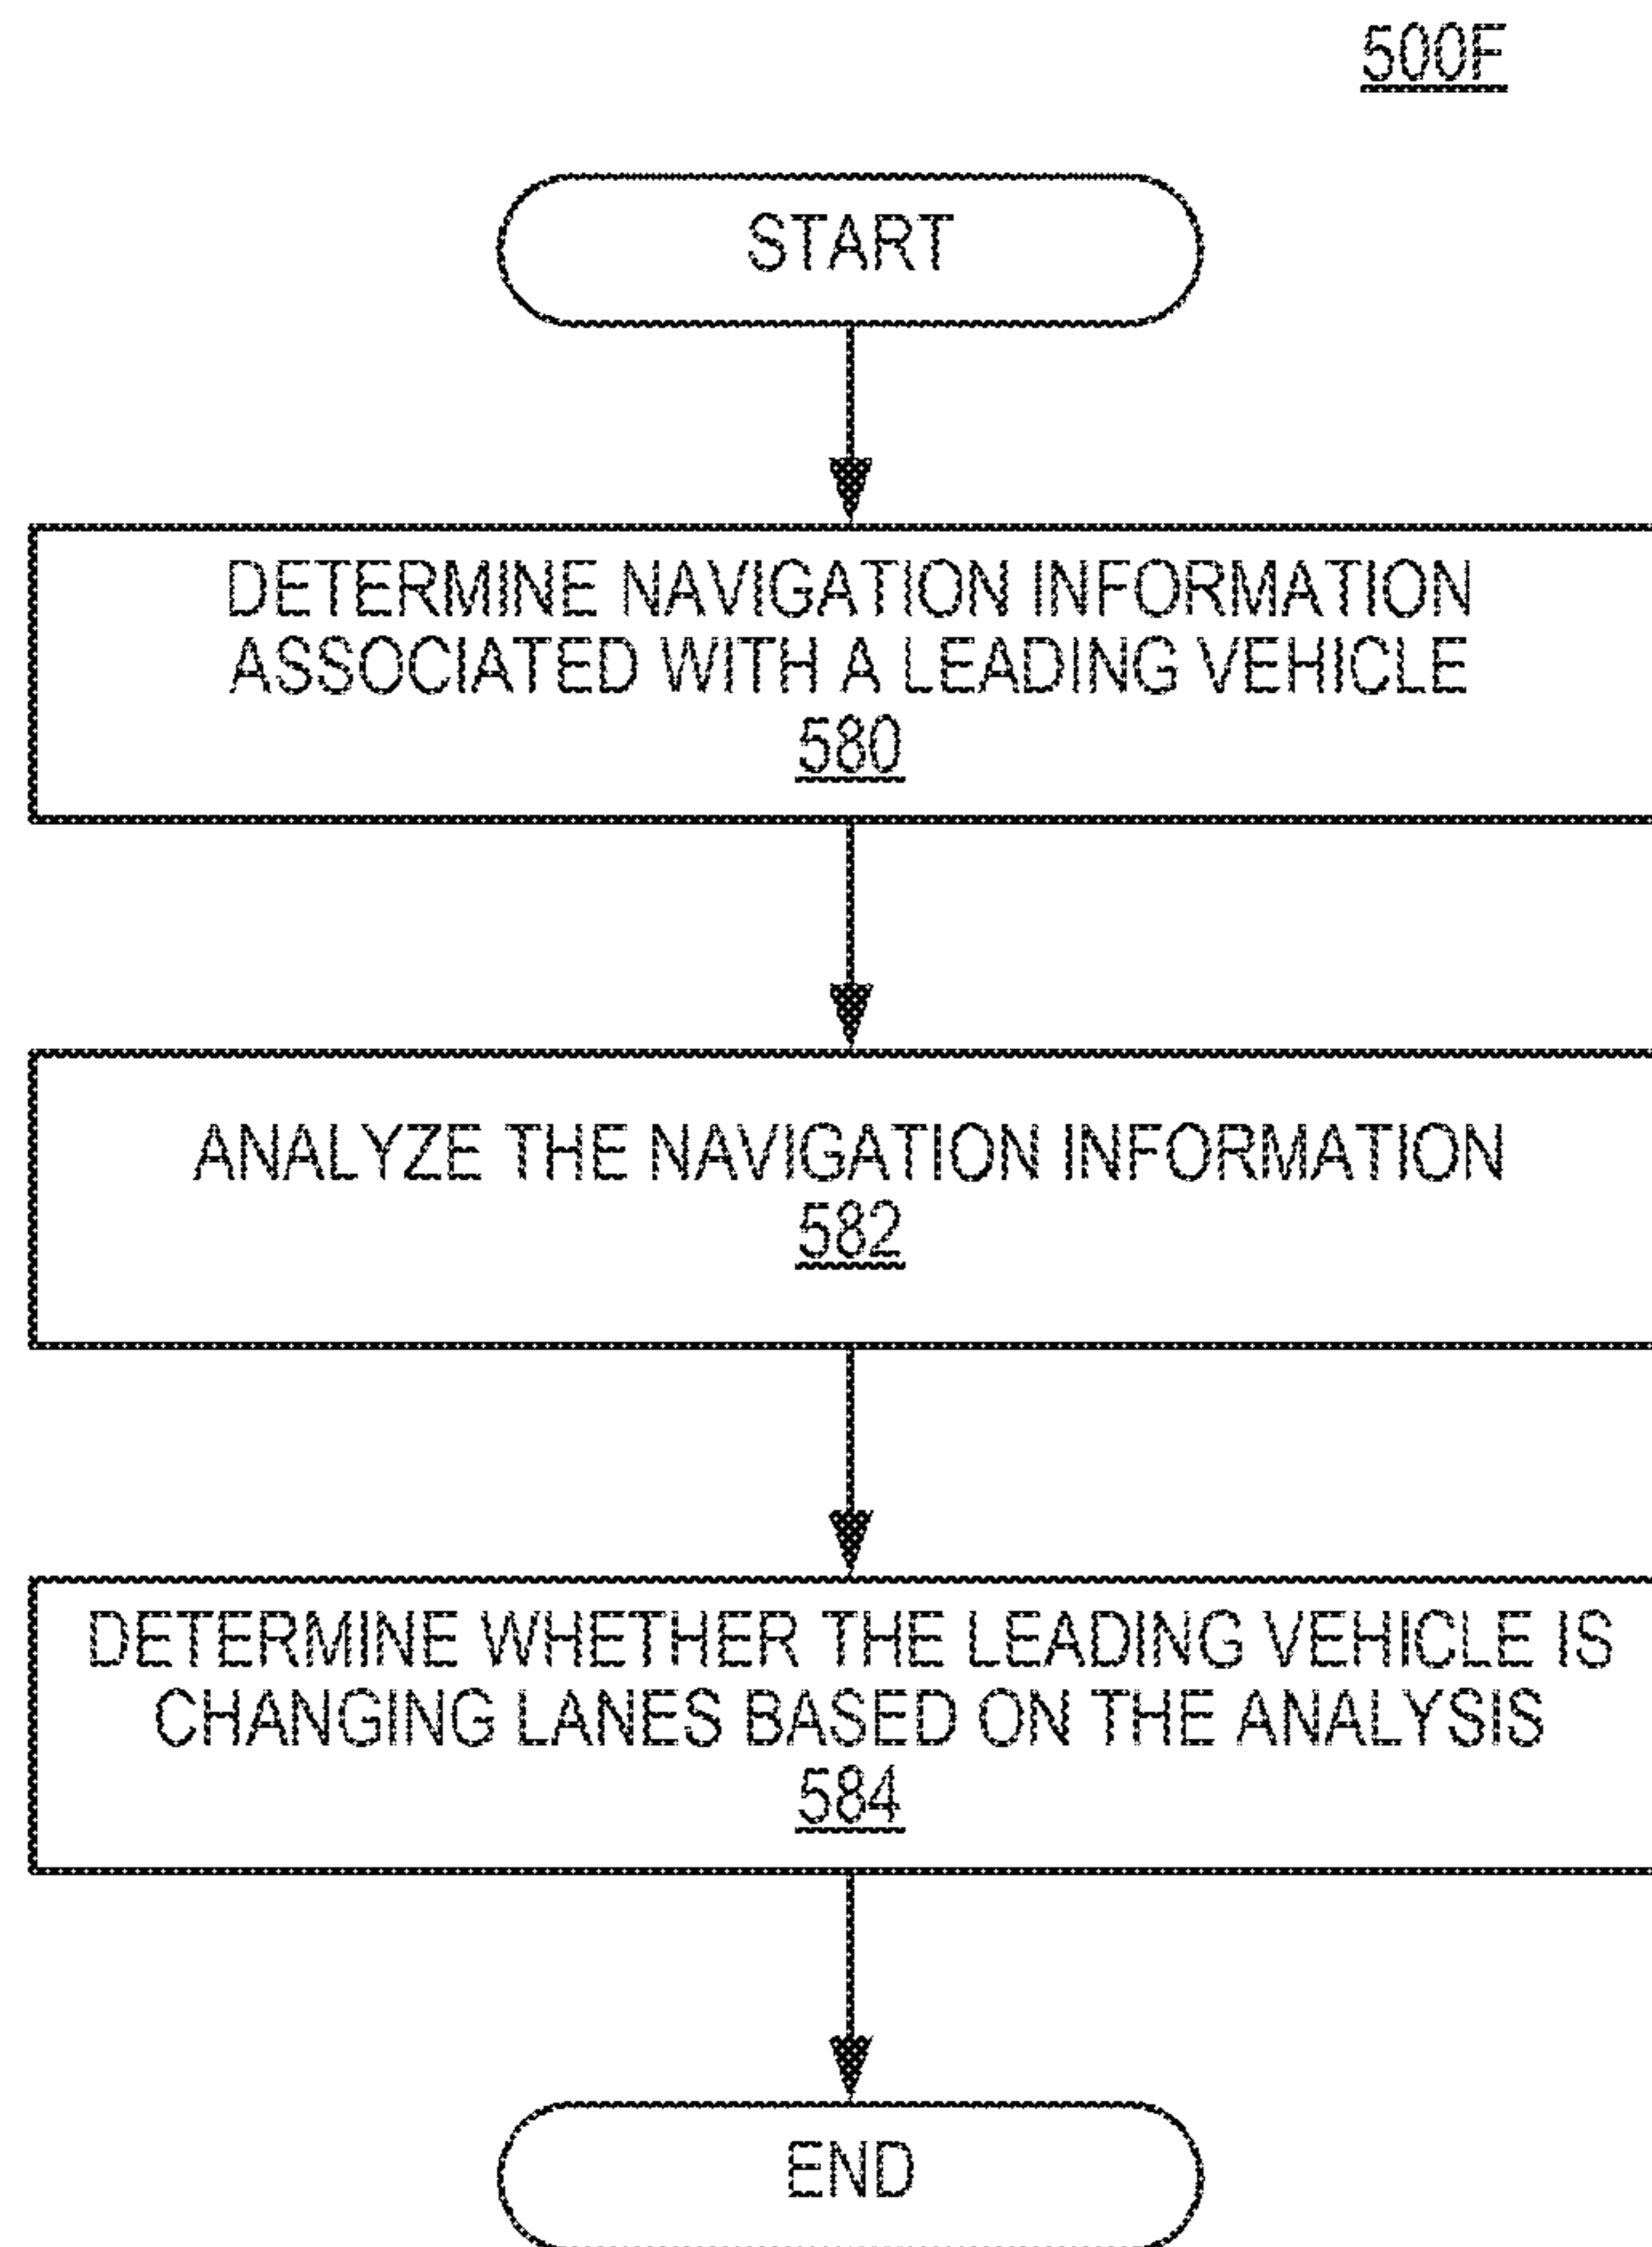 500F
START
DETERMINE NAVIGATION INFORMATION
ASSOCIATED WITH A LEADING VEHICLE
580
ANALYZE THE NAVIGATION INFORMATION
582
DETERMINE WHETHER THE LEADING VEHICLE IS
CHANGING LANES BASED ON THE ANALYSIS
584
END